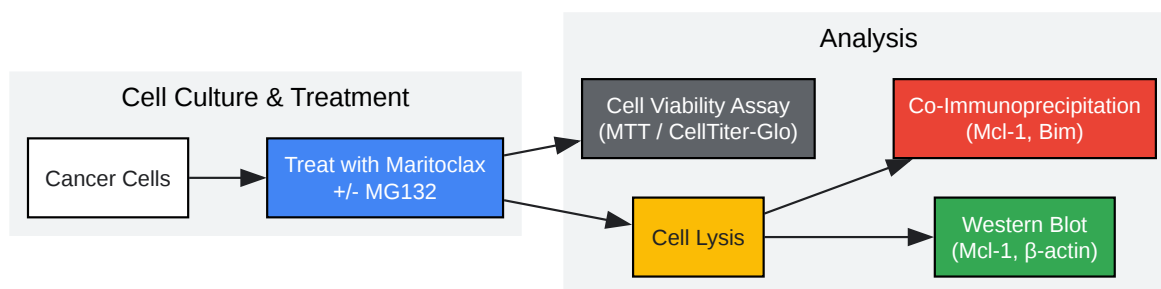 Analysis
Cell Culture & Treatment
Cancer Cells
Treat with Maritoclax
+/- MG132
Cell Viability Assay
(MTT / CellTiter-Glo)
Co-Immunoprecipitation
(Mcl-1, Bim)
Cell Lysis
Western Blot
(Mcl-1, β-actin)